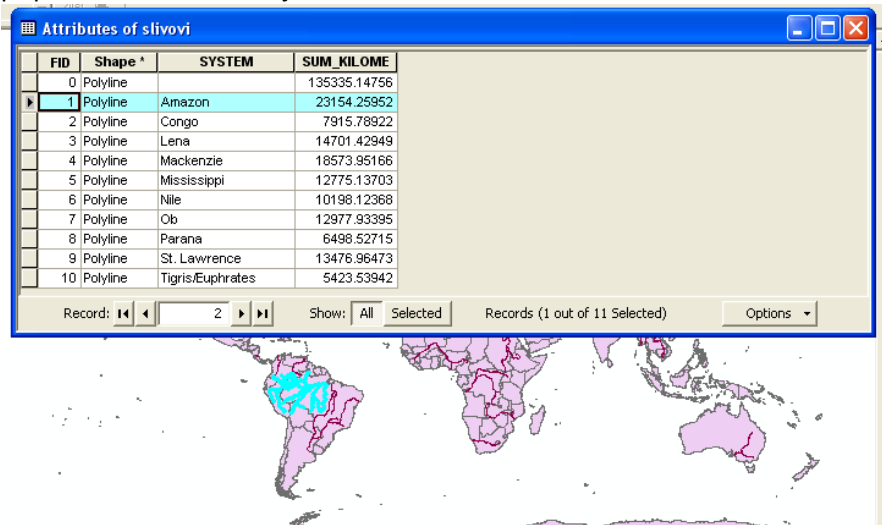 Attributes of slivovi
FID Shape * SYSTEM SUM_KILOME
0 Polyline 135335.14756
1 Polyline Amazon 23154.25952
2 Polyline Congo 7915.78922
3 Polyline Lena 14701.42949
4 Polyline Mackenzie 18573.95166
5 Polyline Mississippi 12775.13703
6 Polyline Nile 10198.12368
7 Polyline Ob 12977.93395
8 Polyline Parana 6498.52715
9 Polyline St. Lawrence 13476.96473
10 Polyline Tigris/Euphrates 5423.53942
Record: 2 Show: All Selected Records (1 out of 11 Selected) Options